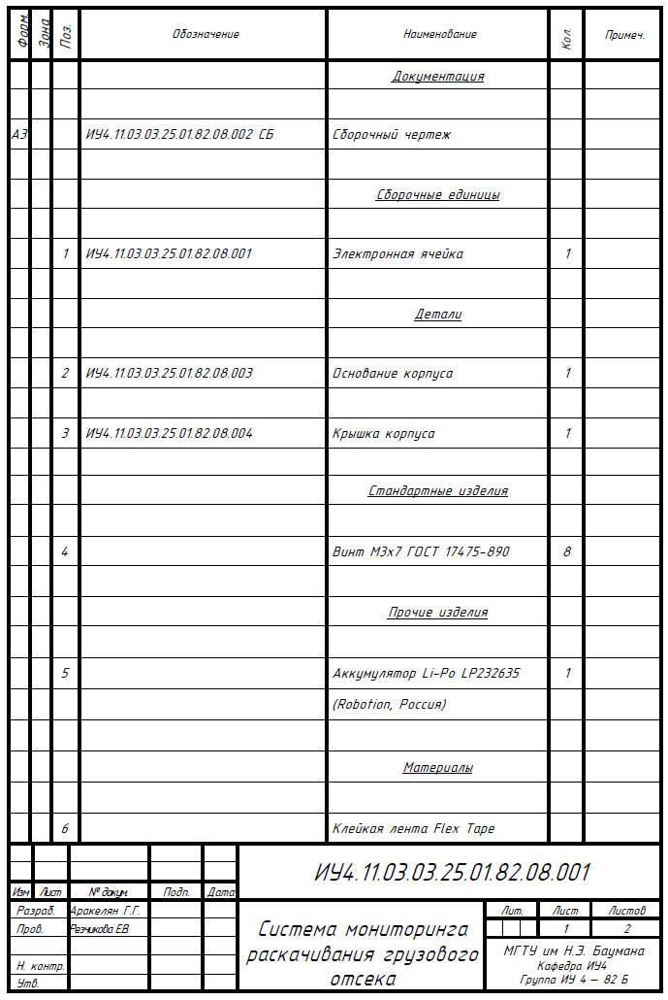 Форм. Зона Поз. Обозначение Наименование Кол. Примеч.
Документация
А3 ИУ4.11.03.03.25.01.82.08.002 СБ Сборочный чертеж
Сборочные единицы
1 ИУ4.11.03.03.25.01.82.08.001 Электронная ячейка 1
Детали
2 ИУ4.11.03.03.25.01.82.08.003 Основание корпуса 1
3 ИУ4.11.03.03.25.01.82.08.004 Крышка корпуса 1
Стандартные изделия
4 Винт М3х7 ГОСТ 17475-890 8
Прочие изделия
5 Аккумулятор Li-Po LP232635 1
(Robotion, Россия)
Материалы
6 Клейкая лента Flex Tape
ИУ4.11.03.03.25.01.82.08.001
Изм Лист № докум. Подп. Дата
Разраб. Аракелян Г.Г.
Пров. Резчикова Е.В.
Н. контр.
Утв.
Система мониторинга
раскачивания грузового
отсека
Лит. Лист Листов
1 2
МГТУ им Н.Э. Баумана
Кафедра ИУ4
Группа ИУ 4 – 82 Б